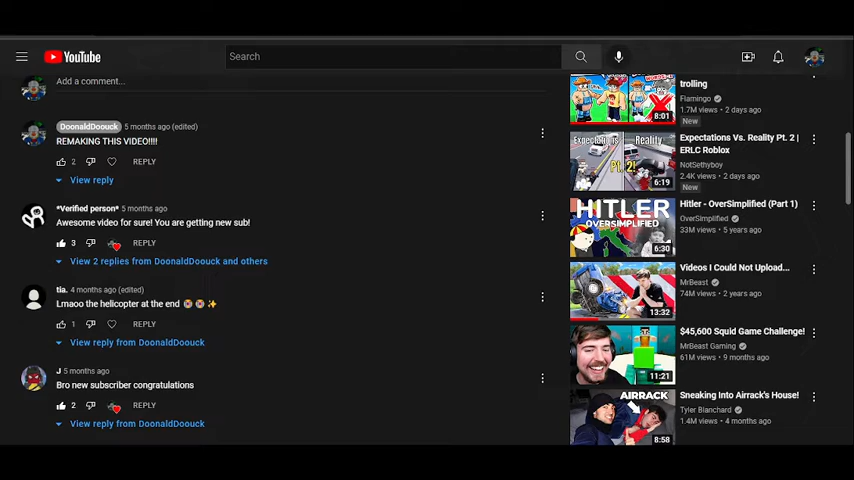 YouTube
Search
Add a comment...
DoonaldDoouck 5 months ago (edited)
REMAKING THIS VIDEO!!!!
2 REPLY
View reply
*Verified person* 5 months ago
Awesome video for sure! You are getting new sub!
3 REPLY
View 2 replies from DoonaldDoouck and others
tia. 4 months ago (edited)
Lmaoo the helicopter at the end 😭😭✨
1 REPLY
View reply from DoonaldDoouck
J 5 months ago
Bro new subscriber congratulations
2 REPLY
View reply from DoonaldDoouck
8:01
trolling
Flamingo
1.7M views • 2 days ago
New
Reality
Pt. 2!
6:19
Expectations Vs. Reality Pt. 2 |
ERLC Roblox
NotSethyboy
2.4K views • 2 days ago
New
HITLER
OVERSIMPLIFIED
6:30
Hitler - OverSimplified (Part 1)
OverSimplified
33M views • 5 years ago
13:32
Videos I Could Not Upload...
MrBeast
74M views • 2 years ago
11:21
$45,600 Squid Game Challenge!
MrBeast Gaming
61M views • 9 months ago
AIRRACK
8:58
Sneaking Into Airrack's House!
Tyler Blanchard
1.4M views • 4 months ago